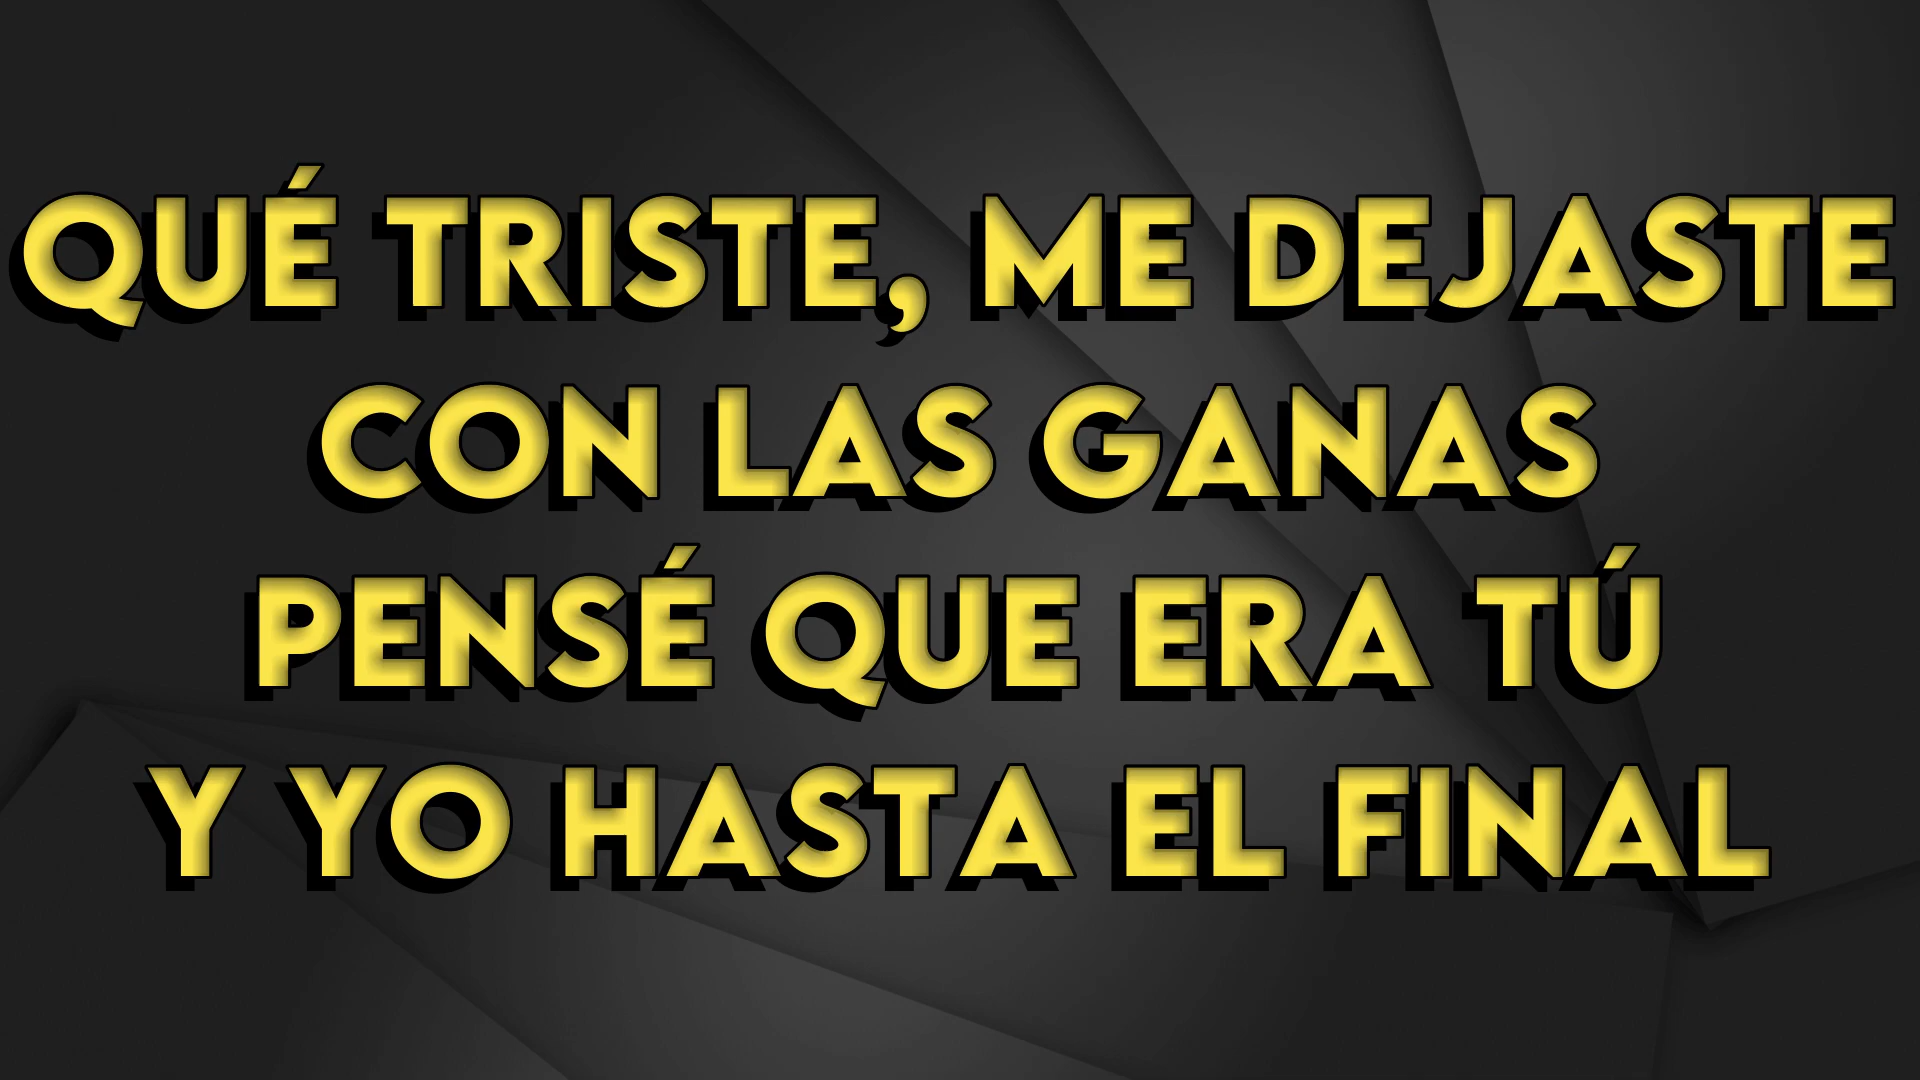 QUÉ TRISTE, ME DEJASTE
CON LAS GANAS
PENSÉ QUE ERA TÚ
Y YO HASTA EL FINAL